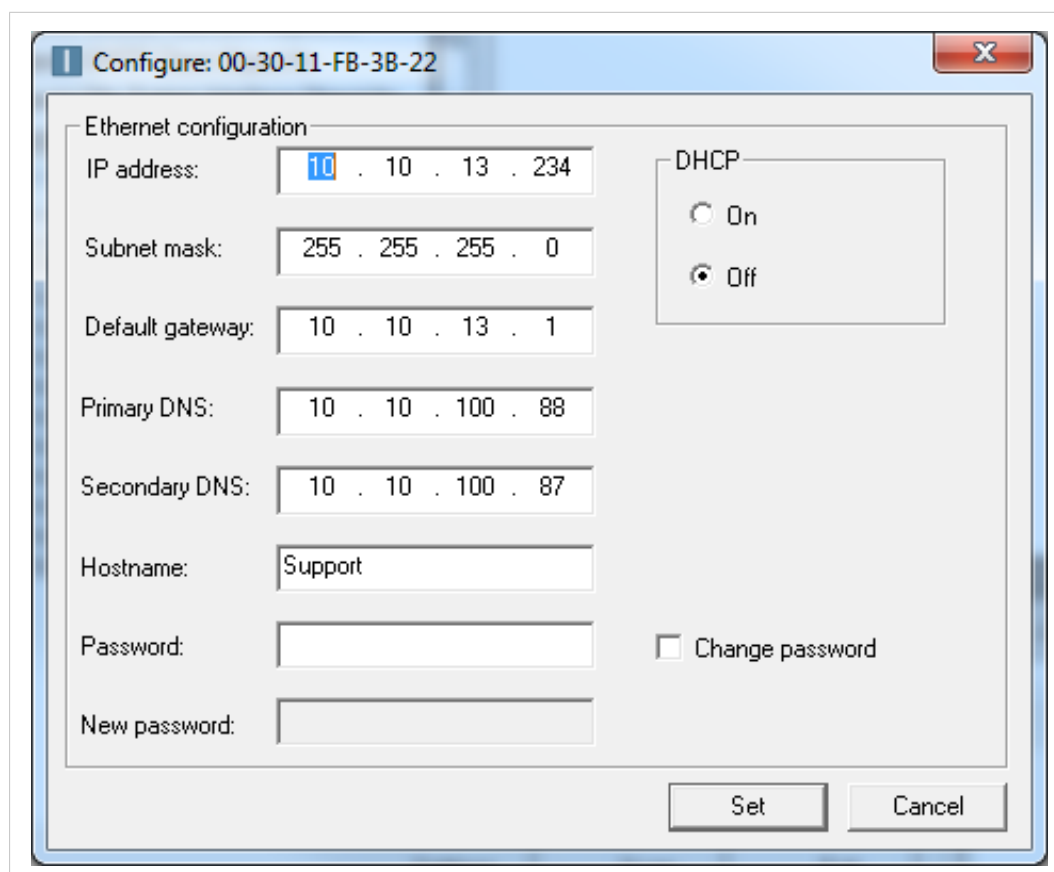 Configure: 00-30-11-FB-3B-22
Ethernet configuration
IP address: 10 . 10 . 13 . 234
DHCP
On
Subnet mask: 255 . 255 . 255 . 0
Off
Default gateway: 10 . 10 . 13 . 1
Primary DNS: 10 . 10 . 100 . 88
Secondary DNS: 10 . 10 . 100 . 87
Hostname: Support
Password:
Change password
New password:
Set
Cancel